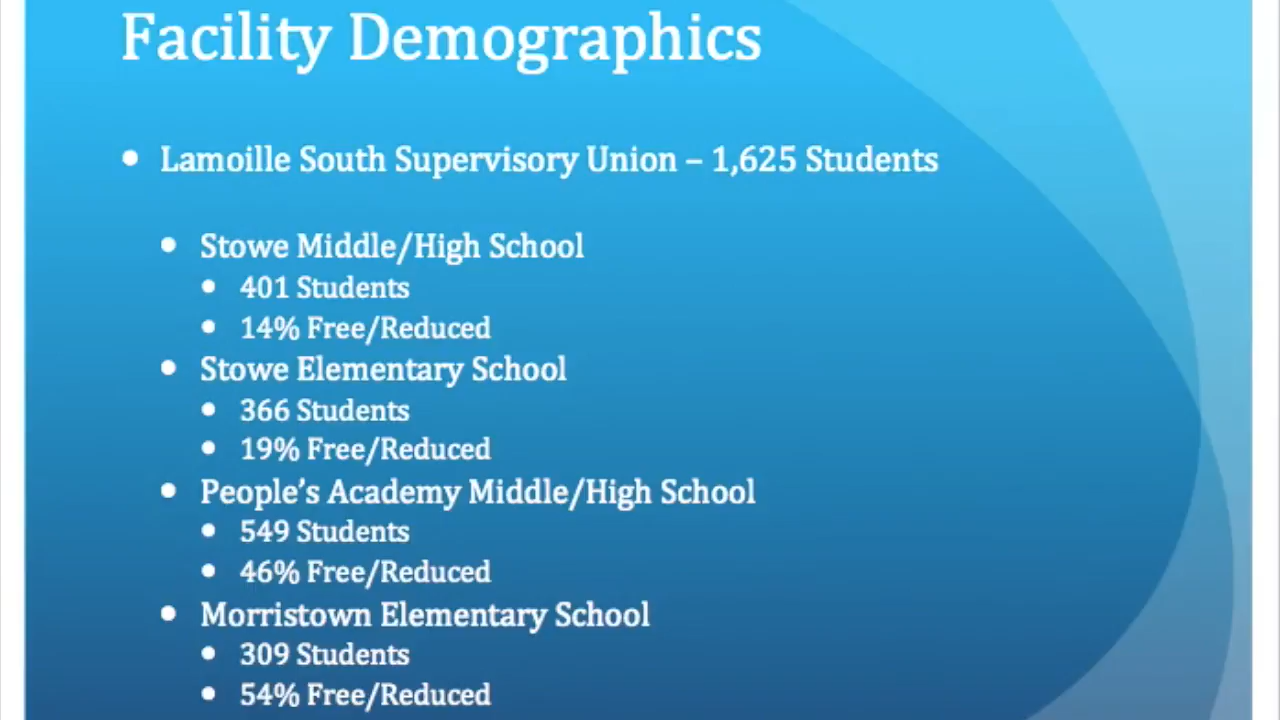 Facility Demographics
• Lamoille South Supervisory Union – 1,625 Students
• Stowe Middle/High School
• 401 Students
• 14% Free/Reduced
• Stowe Elementary School
• 366 Students
• 19% Free/Reduced
• People’s Academy Middle/High School
• 549 Students
• 46% Free/Reduced
• Morristown Elementary School
• 309 Students
• 54% Free/Reduced